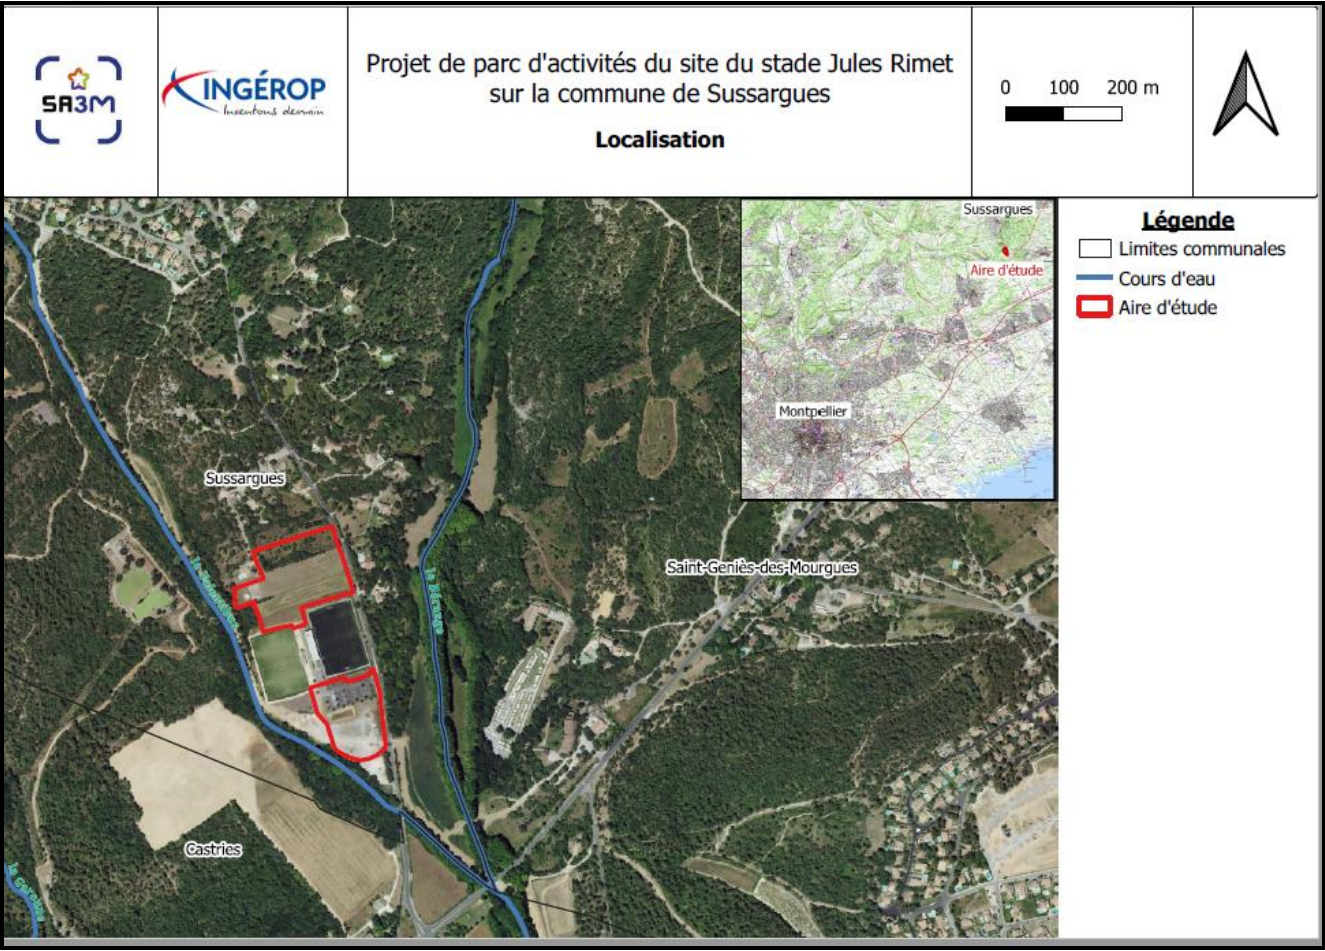 SA3M
INGÉROP
Inventons demain
Projet de parc d'activités du site du stade Jules Rimet
sur la commune de Sussargues
Localisation
0 100 200 m
Légende
Limites communales
Cours d'eau
Aire d'étude
Sussargues
Aire d'étude
Montpellier
Sussargues
Saint-Geniès-des-Mourgues
la Bérange
Castries